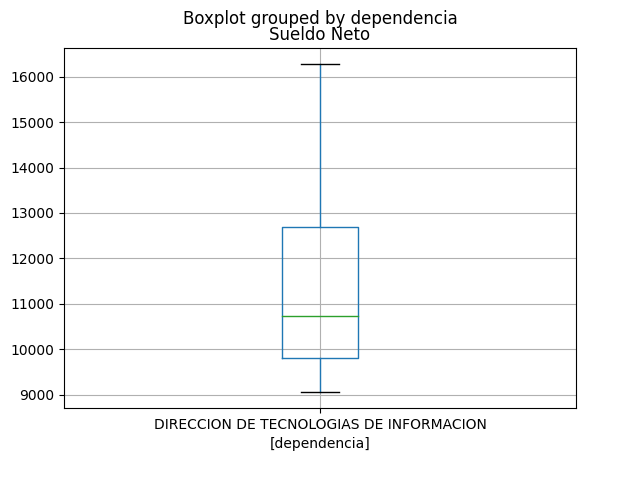 Boxplot grouped by dependencia
Sueldo Neto
16000
15000
14000
13000
12000
11000
10000
9000
DIRECCION DE TECNOLOGIAS DE INFORMACION
[dependencia]